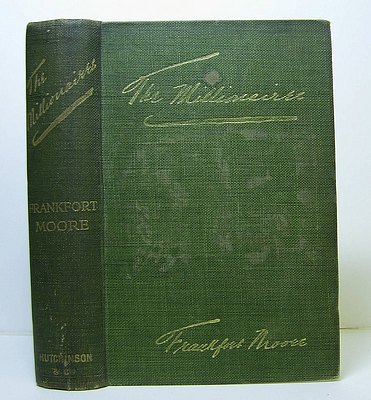 The
Millionaires
FRANKFORT
MOORE
HUTCHINSON
& CO
The Millionaires
Frankfort Moore